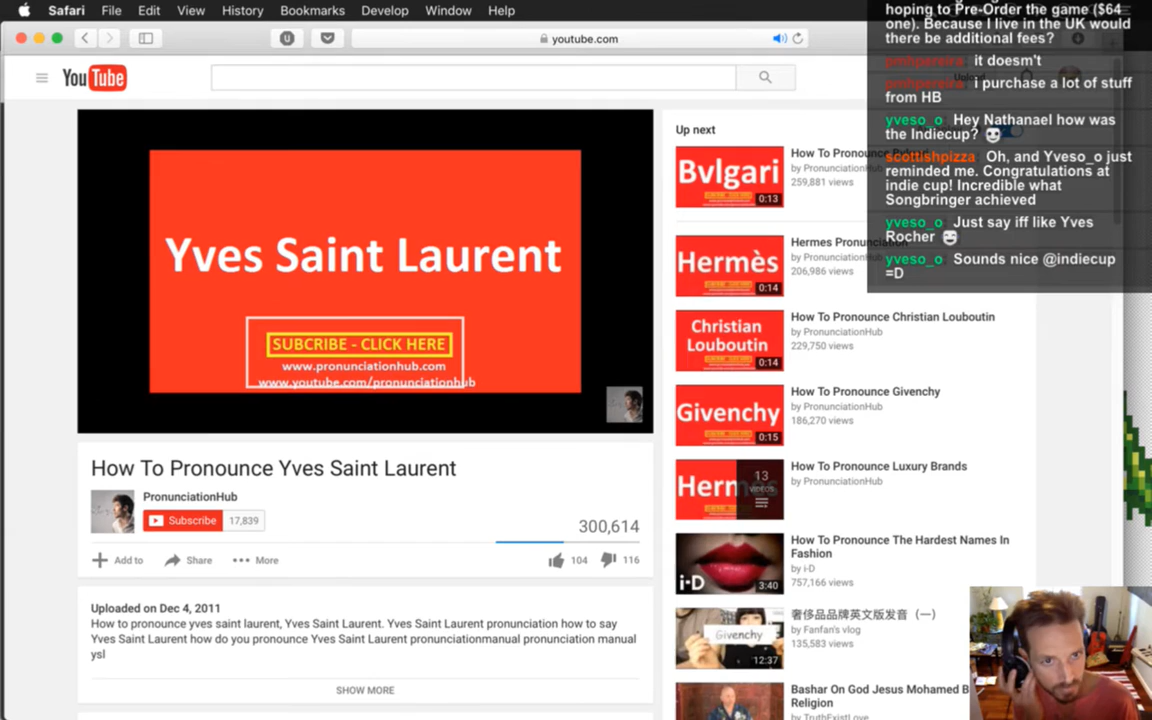 Safari File Edit View History Bookmarks Develop Window Help
youtube.com
YouTube
Yves Saint Laurent
SUBCRIBE - CLICK HERE
www.pronunciationhub.com
www.youtube.com/pronunciationhub
How To Pronounce Yves Saint Laurent
PronunciationHub
Subscribe 17,839
300,614
Add to Share More 104 116
Uploaded on Dec 4, 2011
How to pronounce yves saint laurent, Yves Saint Laurent. Yves Saint Laurent pronunciation how to say
Yves Saint Laurent how do you pronounce Yves Saint Laurent pronunciationmanual pronunciation manual
ysl
SHOW MORE
Up next
Bvlgari
0:13
How To Pronounce
by PronunciationHub
259,881 views
Hermès
0:14
Hermes Pronunciation
by PronunciationHub
206,986 views
Christian
Louboutin
0:14
How To Pronounce Christian Louboutin
by PronunciationHub
229,750 views
Givenchy
0:15
How To Pronounce Givenchy
by PronunciationHub
186,270 views
13
VIDEOS
How To Pronounce Luxury Brands
by PronunciationHub
i-D
3:40
How To Pronounce The Hardest Names In
Fashion
by i-D
757,166 views
Givenchy
12:37
奢侈品品牌英文版发音（一）
by Fanfan's vlog
135,583 views
Bashar On God Jesus Mohamed B
Religion
by TruthExistLove
hoping to Pre-Order the game ($64
one). Because I live in the UK would
there be additional fees?
pmhpereira it doesn't
pmhpereira i purchase a lot of stuff
from HB
yveso_o Hey Nathanael how was
the Indiecup?
scottishpizza Oh, and Yveso_o just
reminded me. Congratulations at
indie cup! Incredible what
Songbringer achieved
yveso_o Just say iff like Yves
Rocher
yveso_o Sounds nice @indiecup
=D